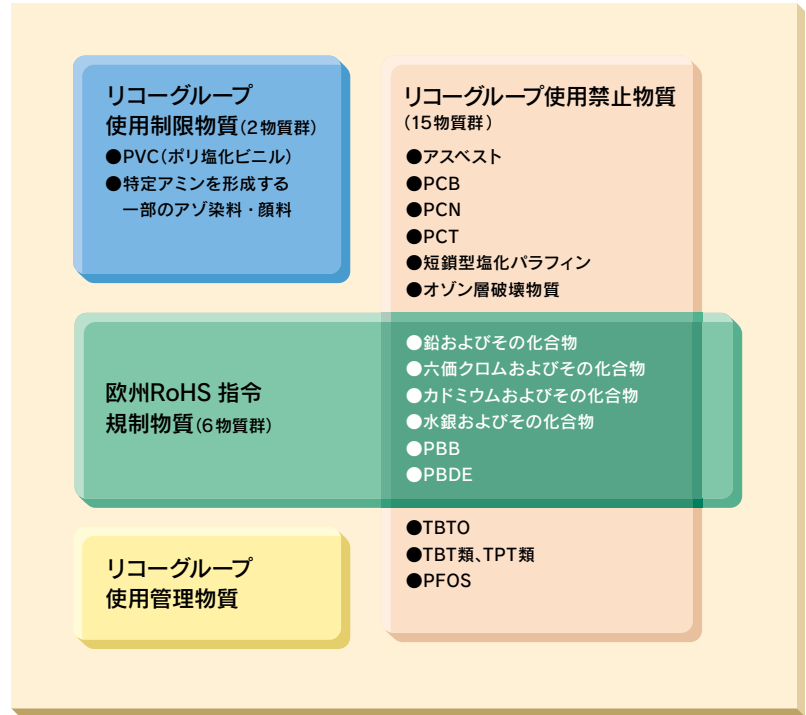 リコーグループ
使用制限物質(2物質群)
●PVC(ポリ塩化ビニル)
●特定アミンを形成する
一部のアゾ染料・顔料
リコーグループ使用禁止物質
(15物質群)
●アスベスト
●PCB
●PCN
●PCT
●短鎖型塩化パラフィン
●オゾン層破壊物質
欧州RoHS 指令
規制物質(6物質群)
●鉛およびその化合物
●六価クロムおよびその化合物
●カドミウムおよびその化合物
●水銀およびその化合物
●PBB
●PBDE
●TBTO
●TBT類、TPT類
●PFOS
リコーグループ
使用管理物質